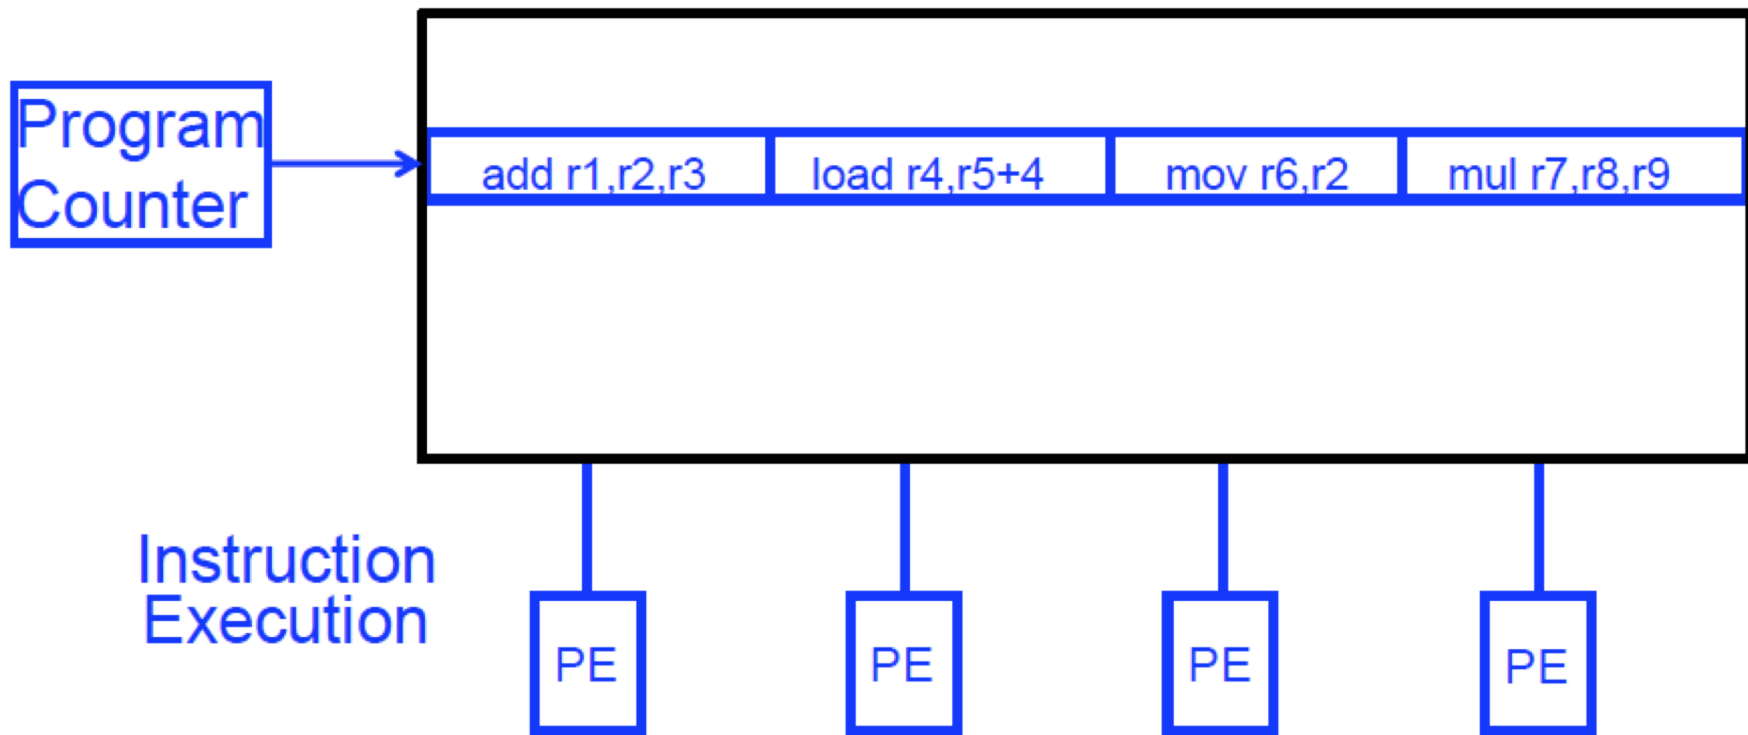 Program
Counter
add r1,r2,r3
load r4,r5+4
mov r6,r2
mul r7,r8,r9
Instruction
Execution
PE
PE
PE
PE